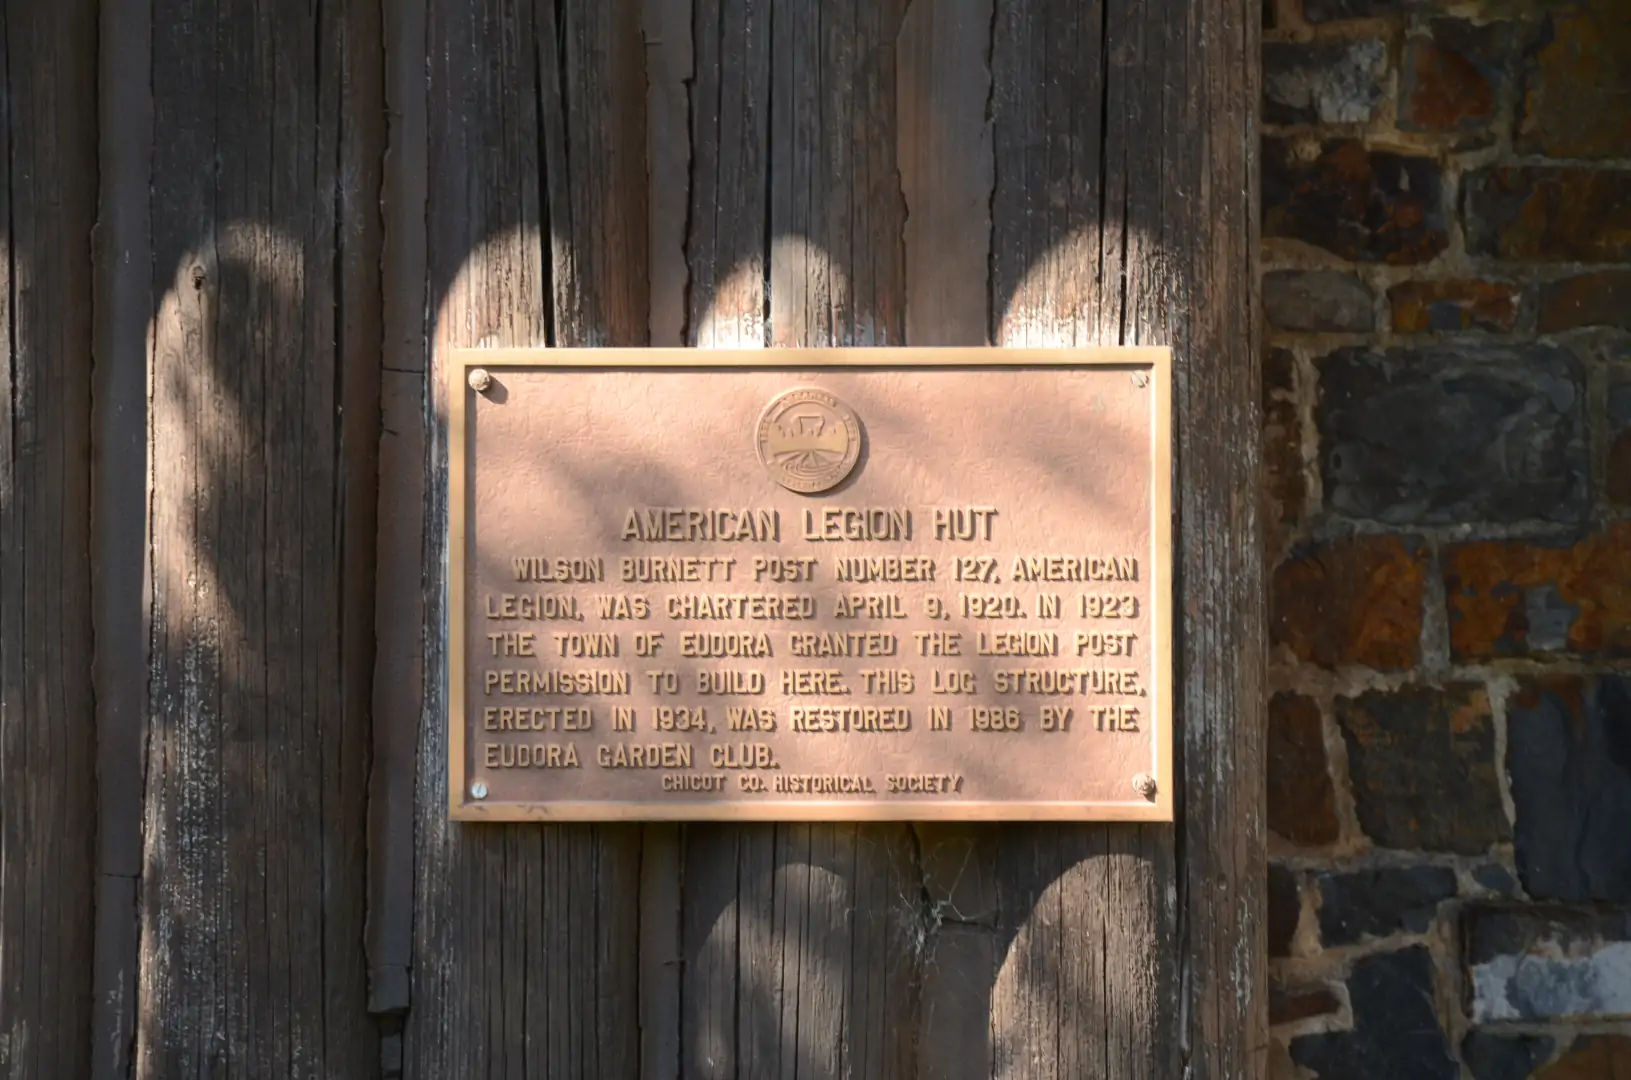 AMERICAN LEGION HUT
WILSON BURNETT POST NUMBER 127, AMERICAN
LEGION, WAS CHARTERED APRIL 9, 1920. IN 1923
THE TOWN OF EUDORA GRANTED THE LEGION POST
PERMISSION TO BUILD HERE. THIS LOG STRUCTURE,
ERECTED IN 1934, WAS RESTORED IN 1986 BY THE
EUDORA GARDEN CLUB.
CHICOT CO. HISTORICAL SOCIETY